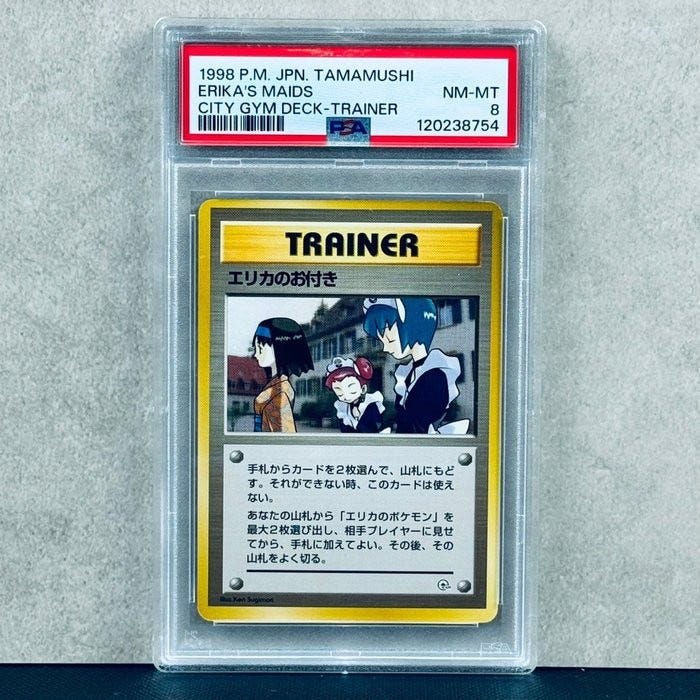 1998 P.M. JPN. TAMAMUSHI
ERIKA'S MAIDS NM-MT
CITY GYM DECK-TRAINER 8
PSA 120238754
TRAINER
エリカのお付き
手札からカードを2枚選んで、山札にもど
す。それができない時、このカードは使え
ない。
あなたの山札から「エリカのポケモン」を
最大2枚選び出し、相手プレイヤーに見せ
てから、手札に加えてよい。その後、その
山札をよく切る。
Illus. Ken Sugimori
PSA